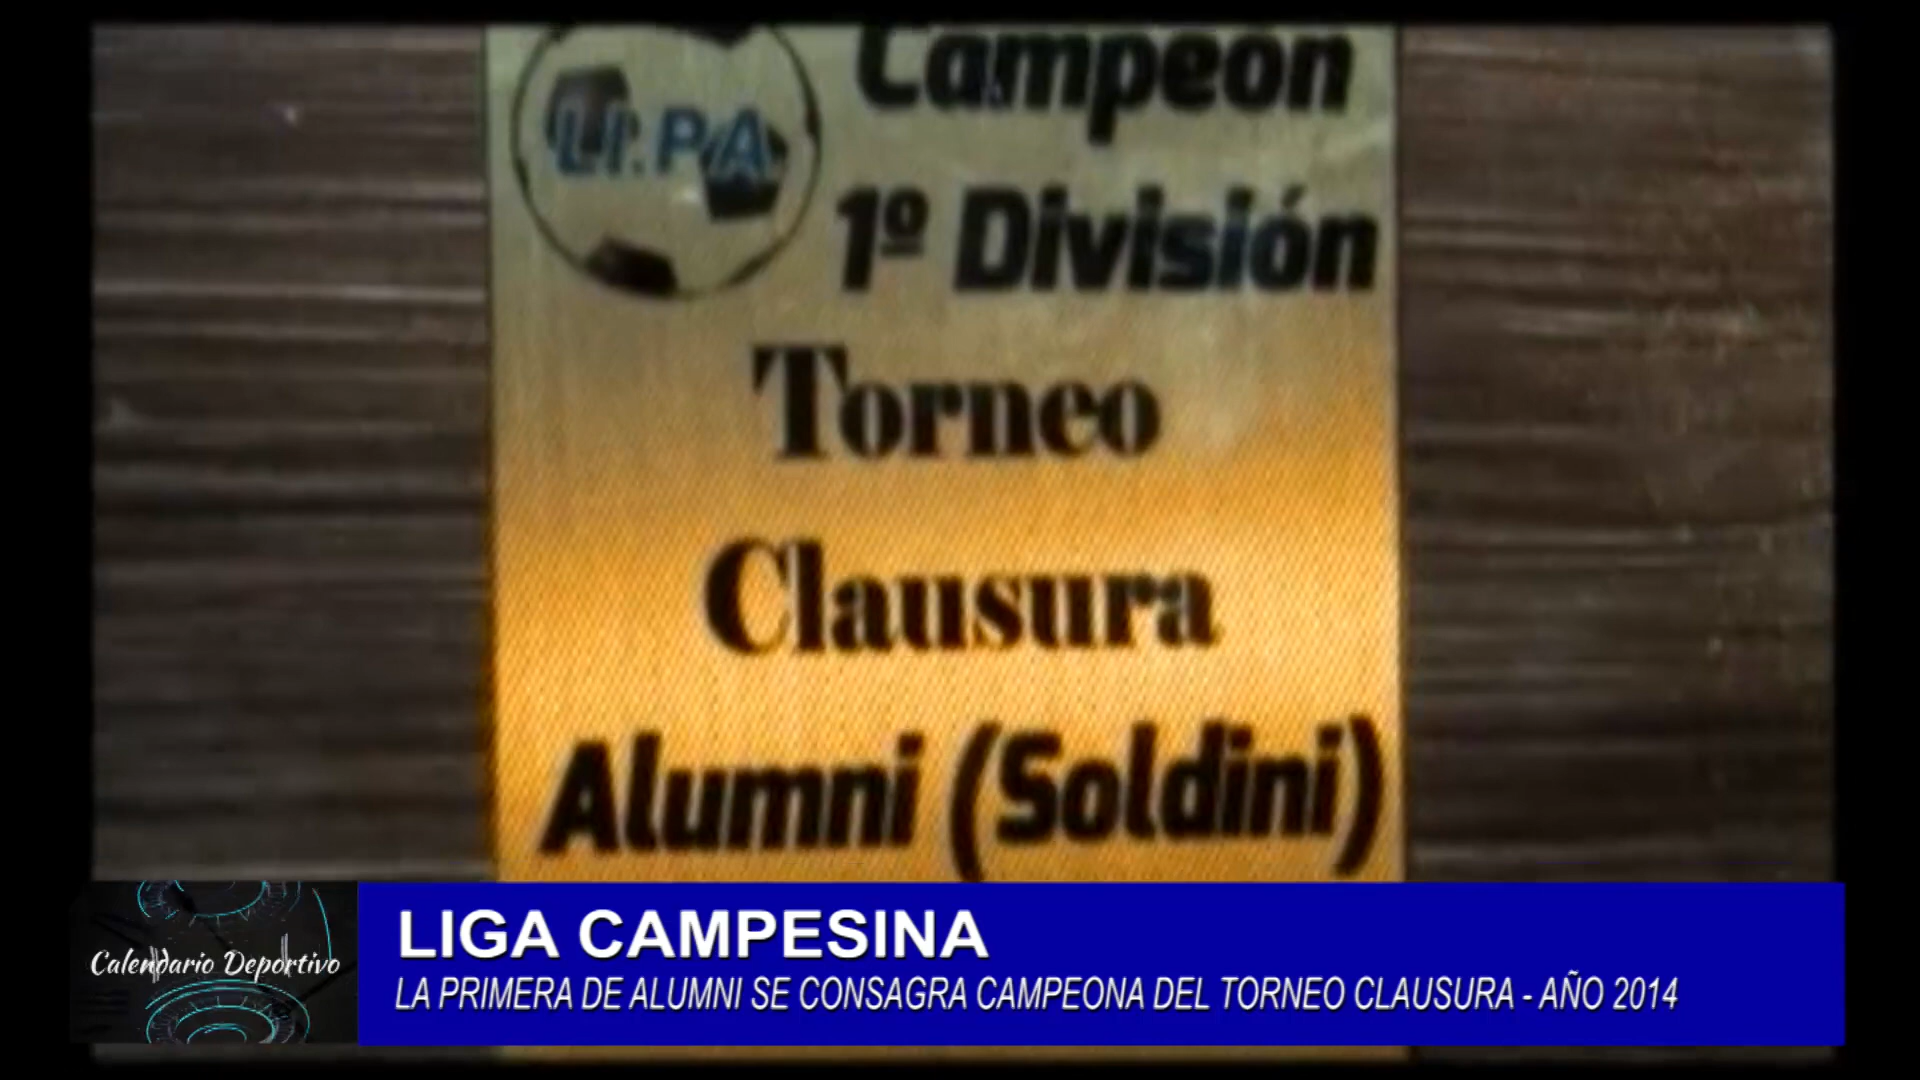 LI.P.A.
Campeón
1º División
Torneo
Clausura
Alumni (Soldini)
Calendario Deportivo
LIGA CAMPESINA
LA PRIMERA DE ALUMNI SE CONSAGRA CAMPEONA DEL TORNEO CLAUSURA - AÑO 2014